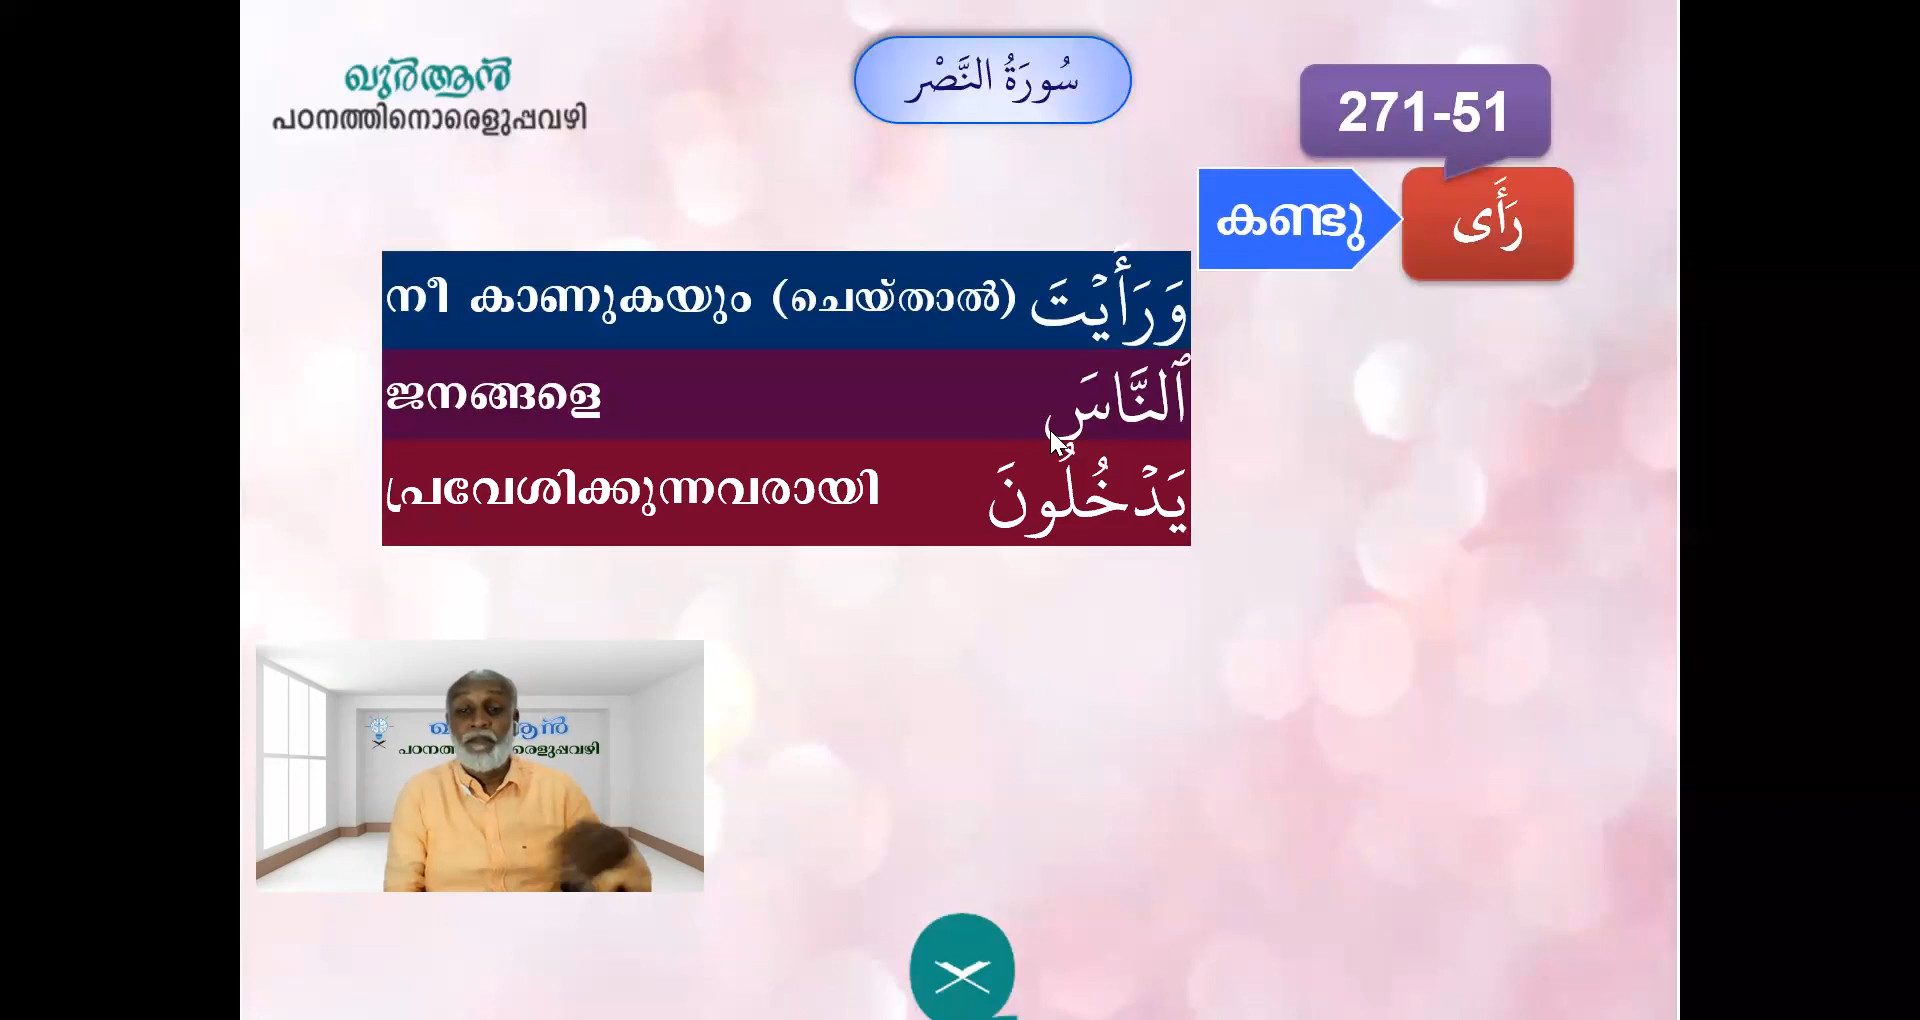 ഖുർആൻ
പഠനത്തിനൊരെളുപ്പവഴി
سُورَةُ النَّصْر
271-51
കണ്ടു
رَأَى
നീ കാണുകയും (ചെയ്താൽ) وَرَأَيْتَ
ജനങ്ങളെ ٱلنَّاسَ
പ്രവേശിക്കുന്നവരായി يَدْخُلُونَ